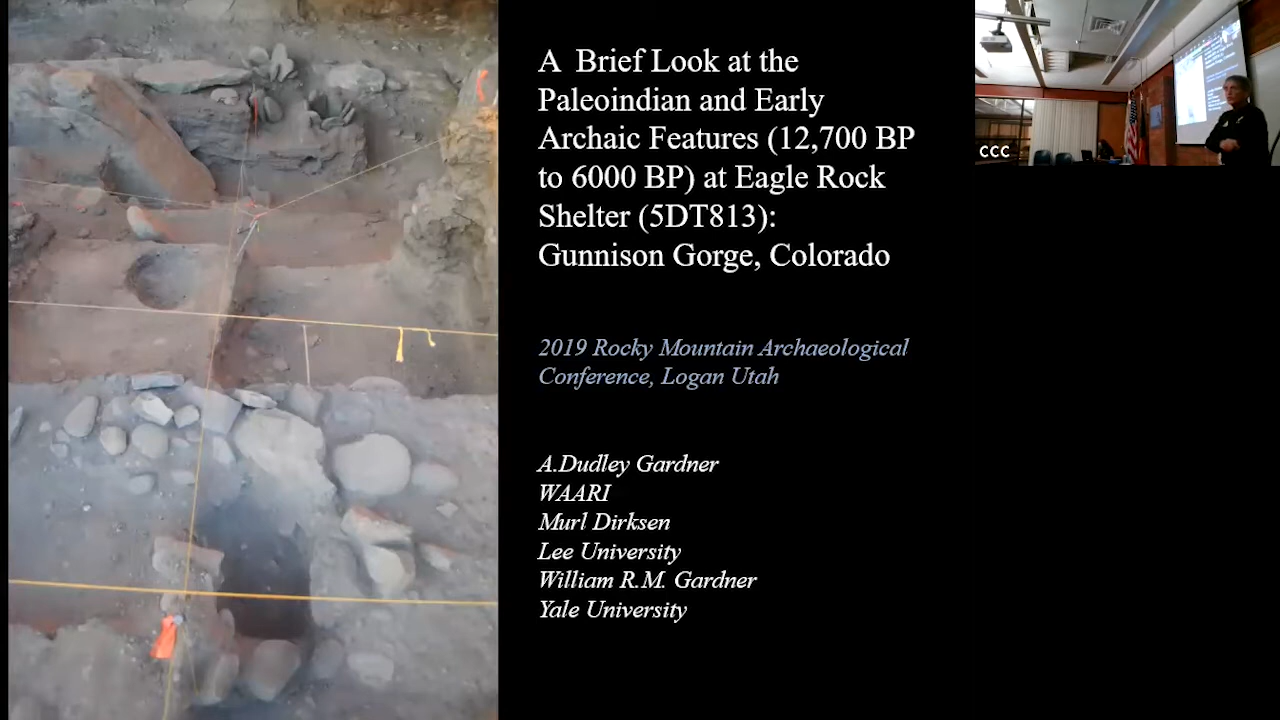 A  Brief Look at the
Paleoindian and Early
Archaic Features (12,700 BP
to 6000 BP) at Eagle Rock
Shelter (5DT813):
Gunnison Gorge, Colorado
2019 Rocky Mountain Archaeological
Conference, Logan Utah
A.Dudley Gardner
WAARI
Murl Dirksen
Lee University
William R.M. Gardner
Yale University
CCC